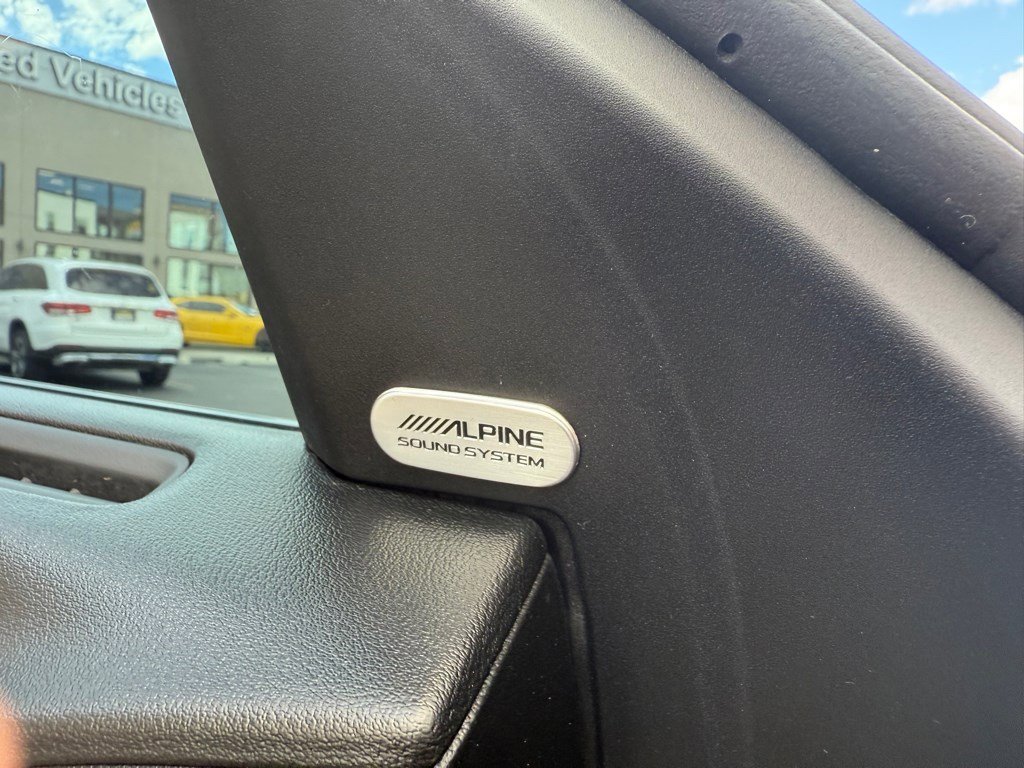 ed Vehicles
ALPINE
SOUND SYSTEM